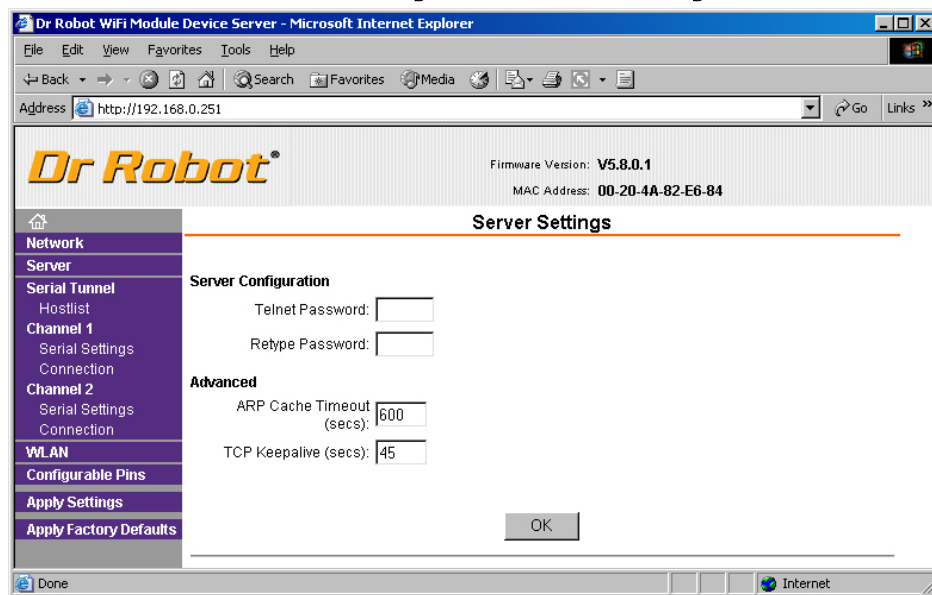 Dr Robot WiFi Module Device Server - Microsoft Internet Explorer
File Edit View Favorites Tools Help
Back Search Favorites Media
Address http://192.168.0.251 Go Links »
Dr Robot®
Firmware Version: V5.8.0.1
MAC Address: 00-20-4A-82-E6-84
Server Settings
Network
Server
Serial Tunnel
Hostlist
Channel 1
Serial Settings
Connection
Channel 2
Serial Settings
Connection
WLAN
Configurable Pins
Apply Settings
Apply Factory Defaults
Server Configuration
Telnet Password:
Retype Password:
Advanced
ARP Cache Timeout
(secs): 600
TCP Keepalive (secs): 45
OK
Done Internet